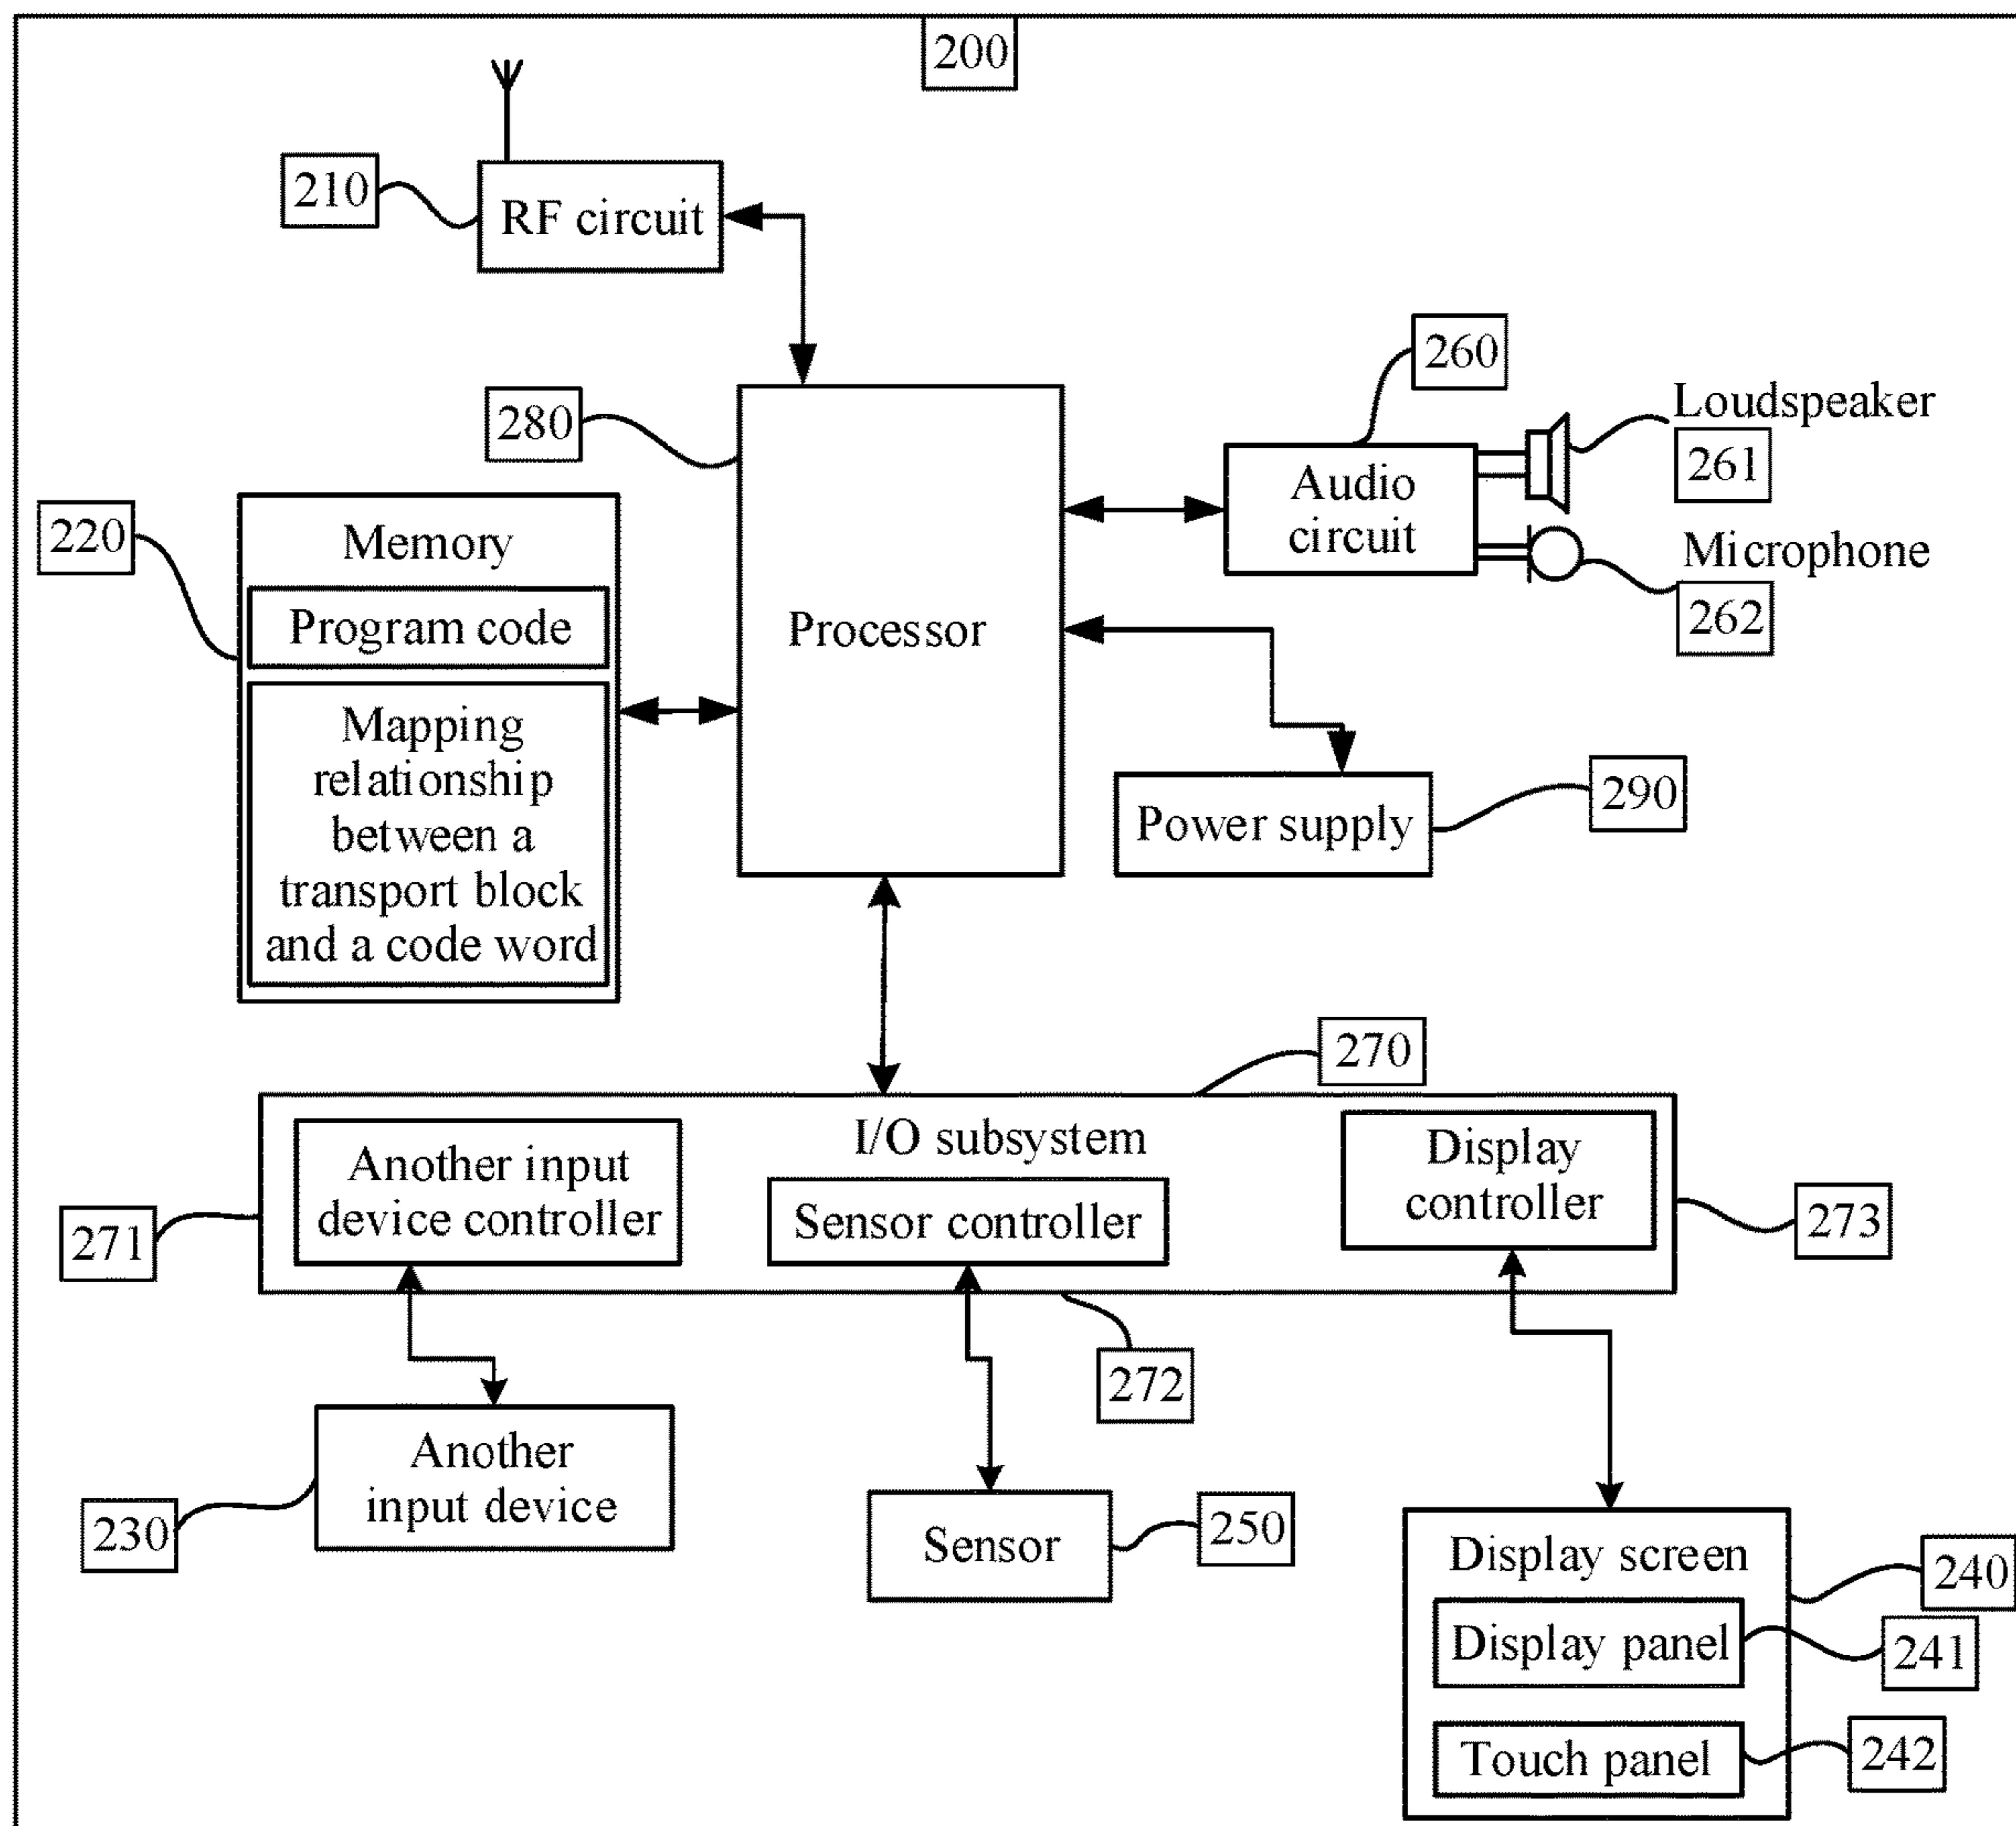 200
210
RF circuit
260
280
Loudspeaker
261
Audio
circuit
220
Memory
Microphone
262
Program code
Processor
Mapping
relationship
between a
transport block
and a code word
290
Power supply
270
I/O subsystem
Another input
device controller
Display
controller
271
Sensor controller
273
272
Another
input device
230
250
Sensor
Display screen
240
Display panel
241
Touch panel
242